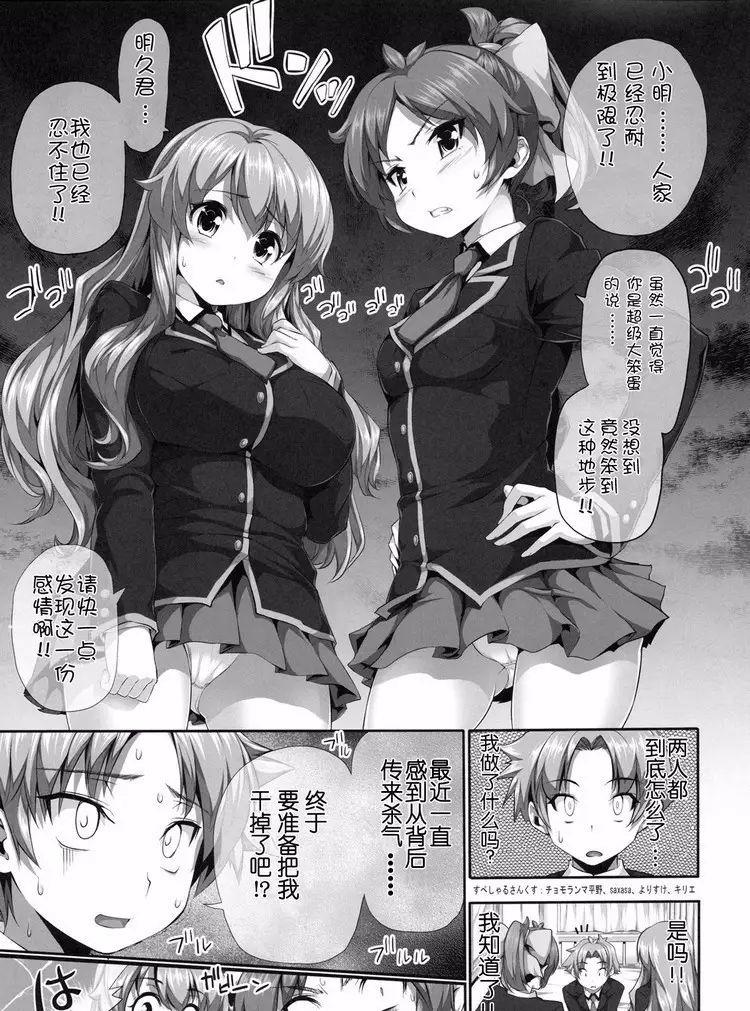 小明……人家
已经忍耐
到极限了!!
虽然一直觉得
你是超级大笨蛋
的说……
没想到
竟然笨到
这种地步!!
ドドンッ
明久君…
我也已经
忍不住了!!
请快一点
发现这一份
感情啊!!
ゴゴゴ
ゴゴゴ
ゴゴゴ
两人都
到底怎么了…
我做了什么吗?
すぺしゃるさんくす：チョモランマ平野、saxasa、よりすけ、キリエ
最近一直
感到从背后
传来杀气……
终于
要准备把我
干掉了吧!?
ブルル
ブルッ
是吗!!
我知道了!!
ガビーン
は